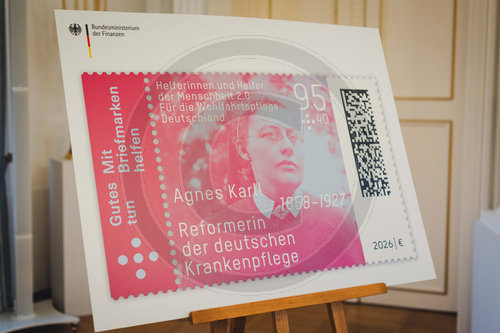 Bundesministerium
der Finanzen
Gutes
tun
Mit
Briefmarken
helfen
Helferinnen und Helfer
der Menschheit 2.0
Für die Wohlfahrtspflege
Deutschland
95
+40
Agnes Karll
1868–1927
Reformerin
der deutschen
Krankenpflege
2026 | €